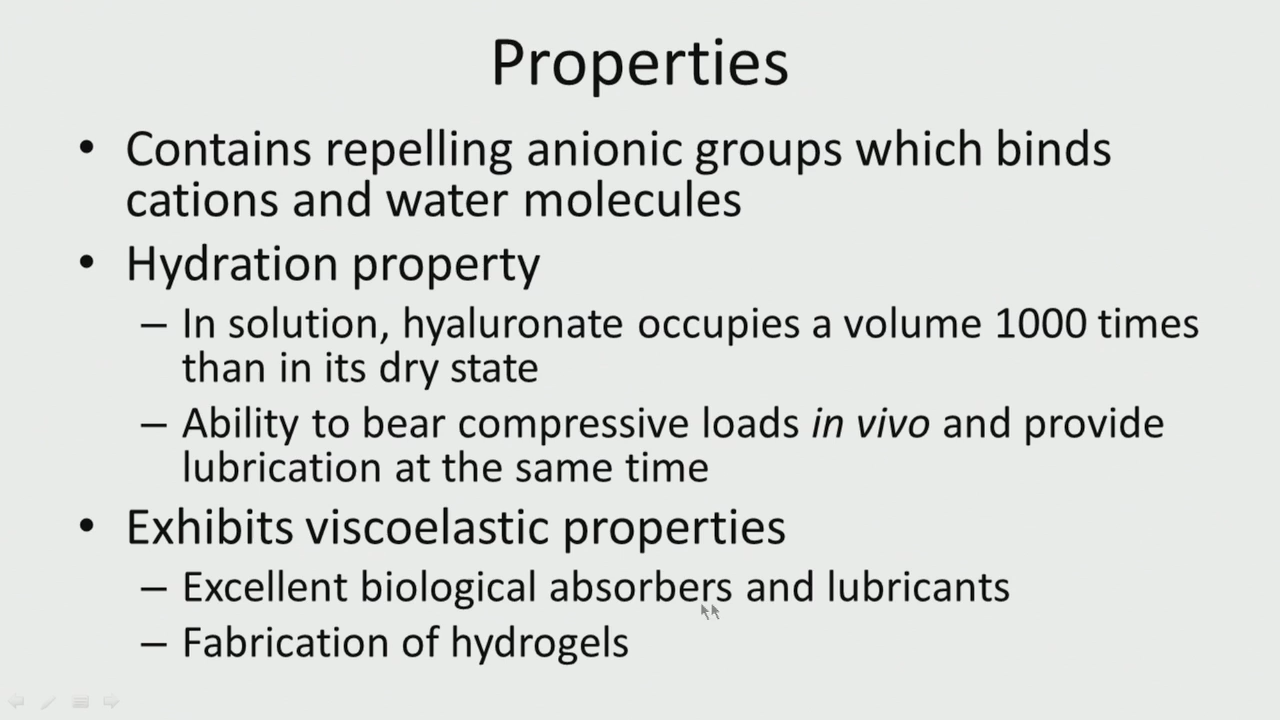 Properties
• Contains repelling anionic groups which binds
cations and water molecules
• Hydration property
– In solution, hyaluronate occupies a volume 1000 times
than in its dry state
– Ability to bear compressive loads in vivo and provide
lubrication at the same time
• Exhibits viscoelastic properties
– Excellent biological absorbers and lubricants
– Fabrication of hydrogels